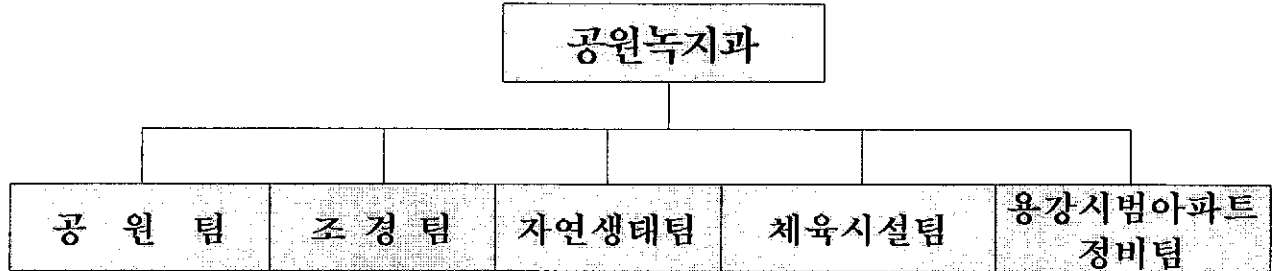 공원녹지과
공 원 팀
조 경 팀
자연생태팀
체육시설팀
용강시범아파트
정비팀